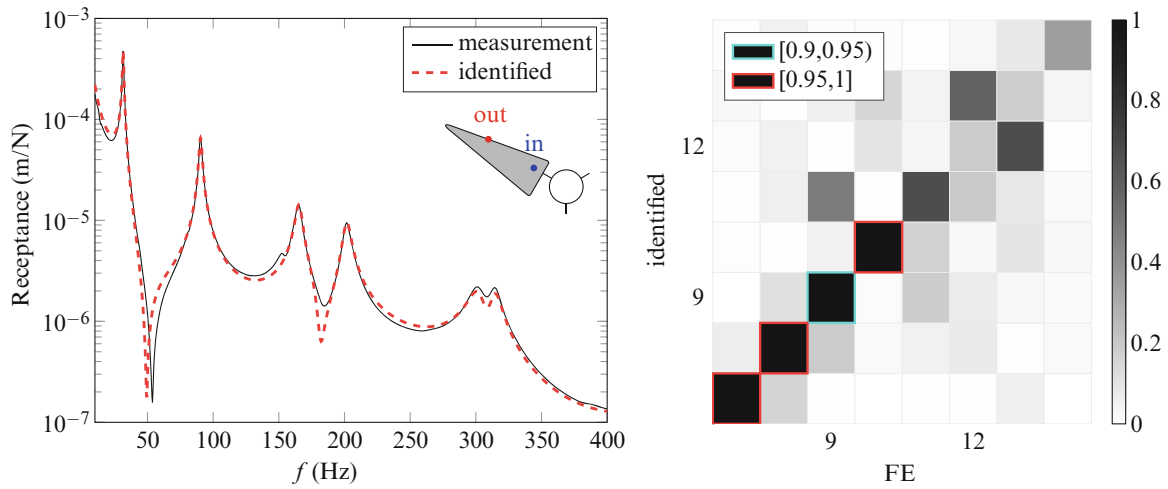 10⁻³
10⁻⁴
10⁻⁵
10⁻⁶
10⁻⁷
Receptance (m/N)
measurement
identified
out
in
50 100 150 200 250 300 350 400
f (Hz)
[0.9,0.95)
[0.95,1]
12
9
identified
9 12
FE
1
0.8
0.6
0.4
0.2
0